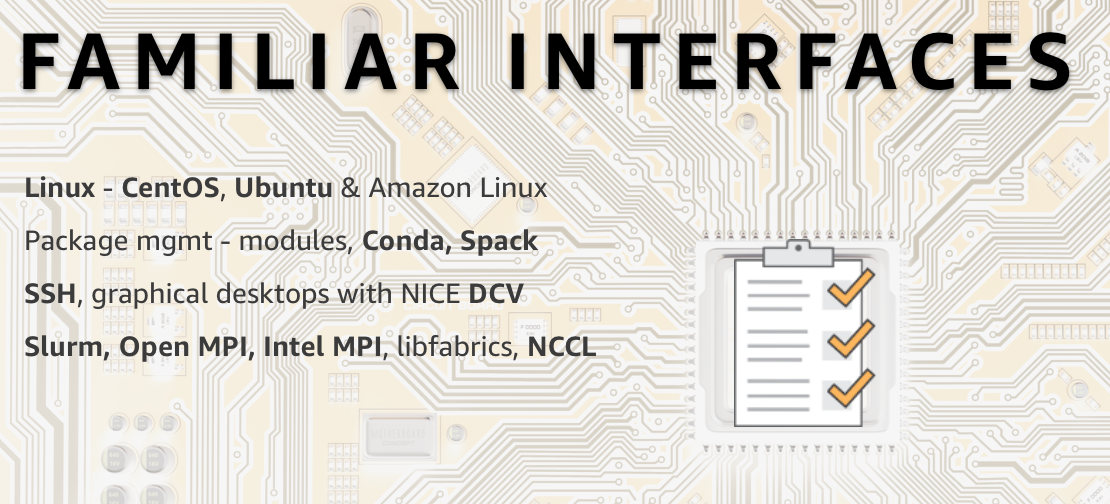 FAMILIAR INTERFACES
Linux - CentOS, Ubuntu & Amazon Linux
Package mgmt - modules, Conda, Spack
SSH, graphical desktops with NICE DCV
Slurm, Open MPI, Intel MPI, libfabrics, NCCL